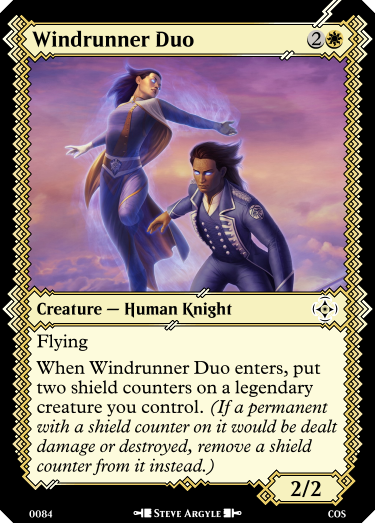 Windrunner Duo 2
Creature — Human Knight
Flying
When Windrunner Duo enters, put
two shield counters on a legendary
creature you control. (If a permanent
with a shield counter on it would be dealt
damage or destroyed, remove a shield
counter from it instead.)
2/2
0084 Steve Argyle COS